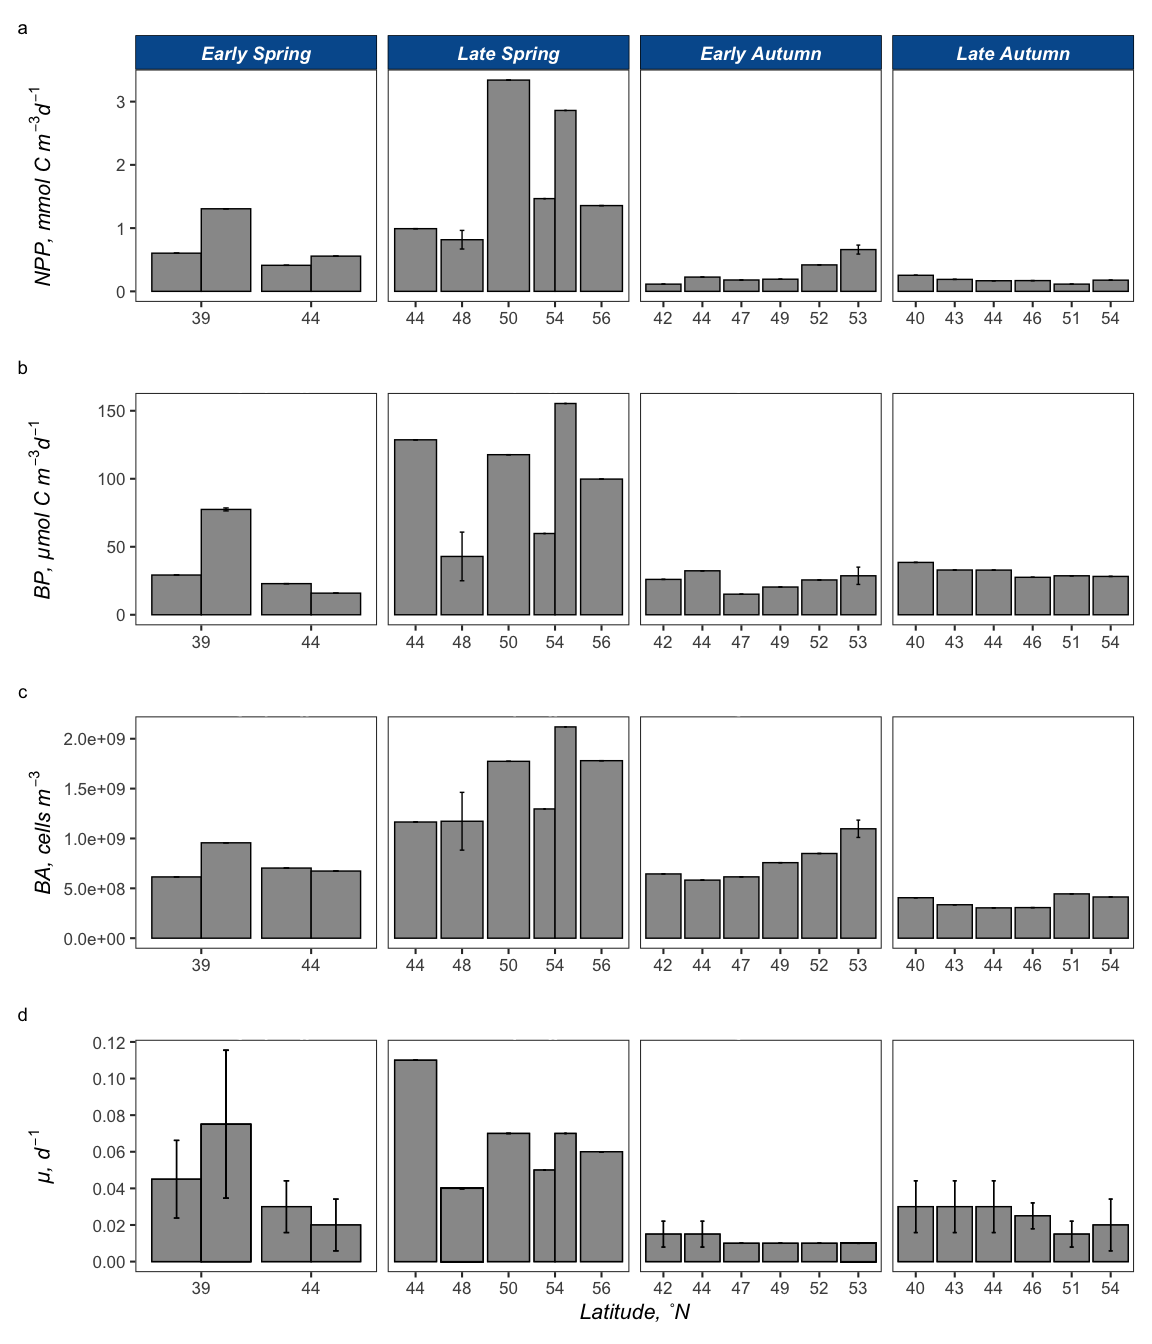 a
Early Spring Late Spring Early Autumn Late Autumn
NPP, mmol C m⁻³d⁻¹
3
2
1
0
39 44 44 48 50 54 56 42 44 47 49 52 53 40 43 44 46 51 54
b
BP, μmol C m⁻³d⁻¹
150
100
50
0
39 44 44 48 50 54 56 42 44 47 49 52 53 40 43 44 46 51 54
c
BA, cells m⁻³
2.0e+09
1.5e+09
1.0e+09
5.0e+08
0.0e+00
39 44 44 48 50 54 56 42 44 47 49 52 53 40 43 44 46 51 54
d
μ, d⁻¹
0.12
0.10
0.08
0.06
0.04
0.02
0.00
39 44 44 48 50 54 56 42 44 47 49 52 53 40 43 44 46 51 54
Latitude, ˚N